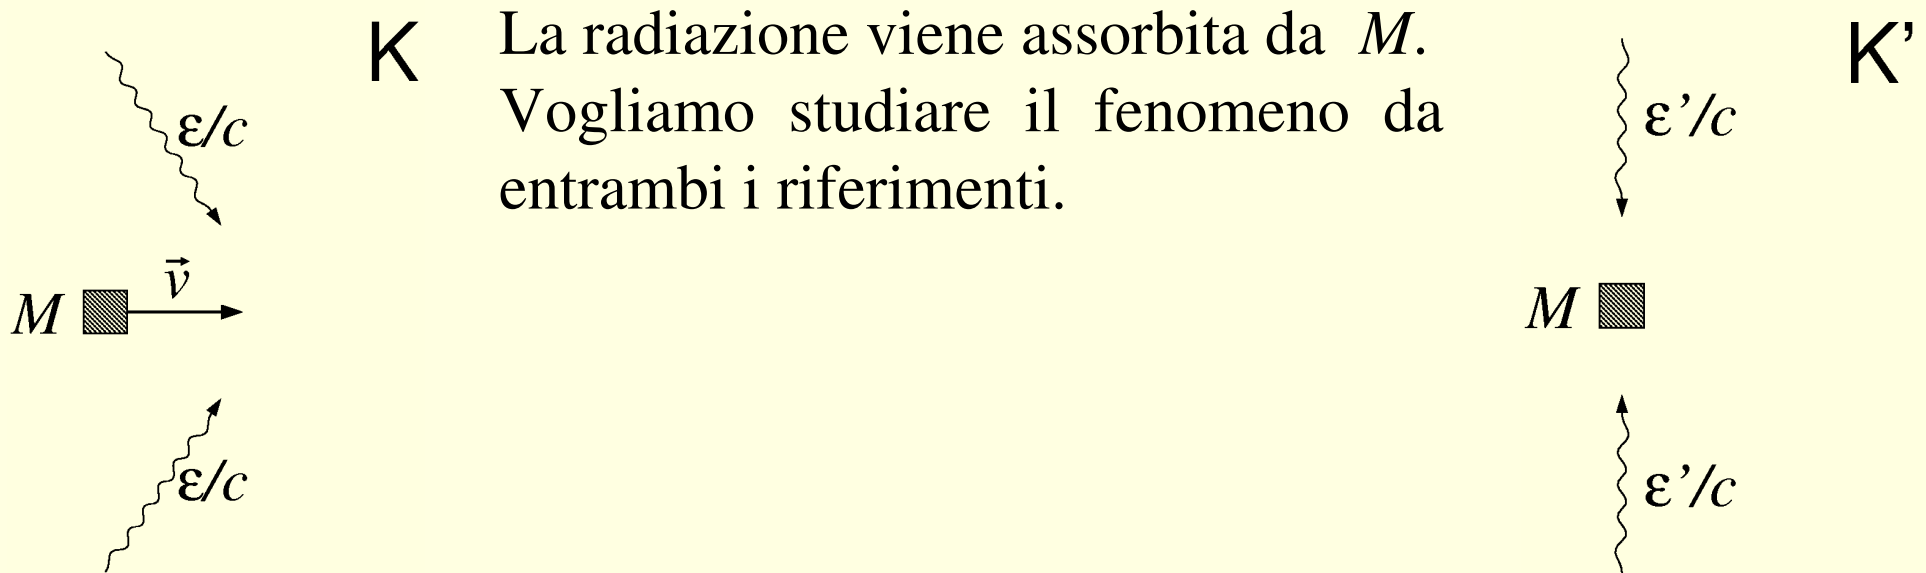 K
ε/c
v
M
ε/c
La radiazione viene assorbita da M.
Vogliamo studiare il fenomeno da
entrambi i riferimenti.
K’
ε’/c
M
ε’/c